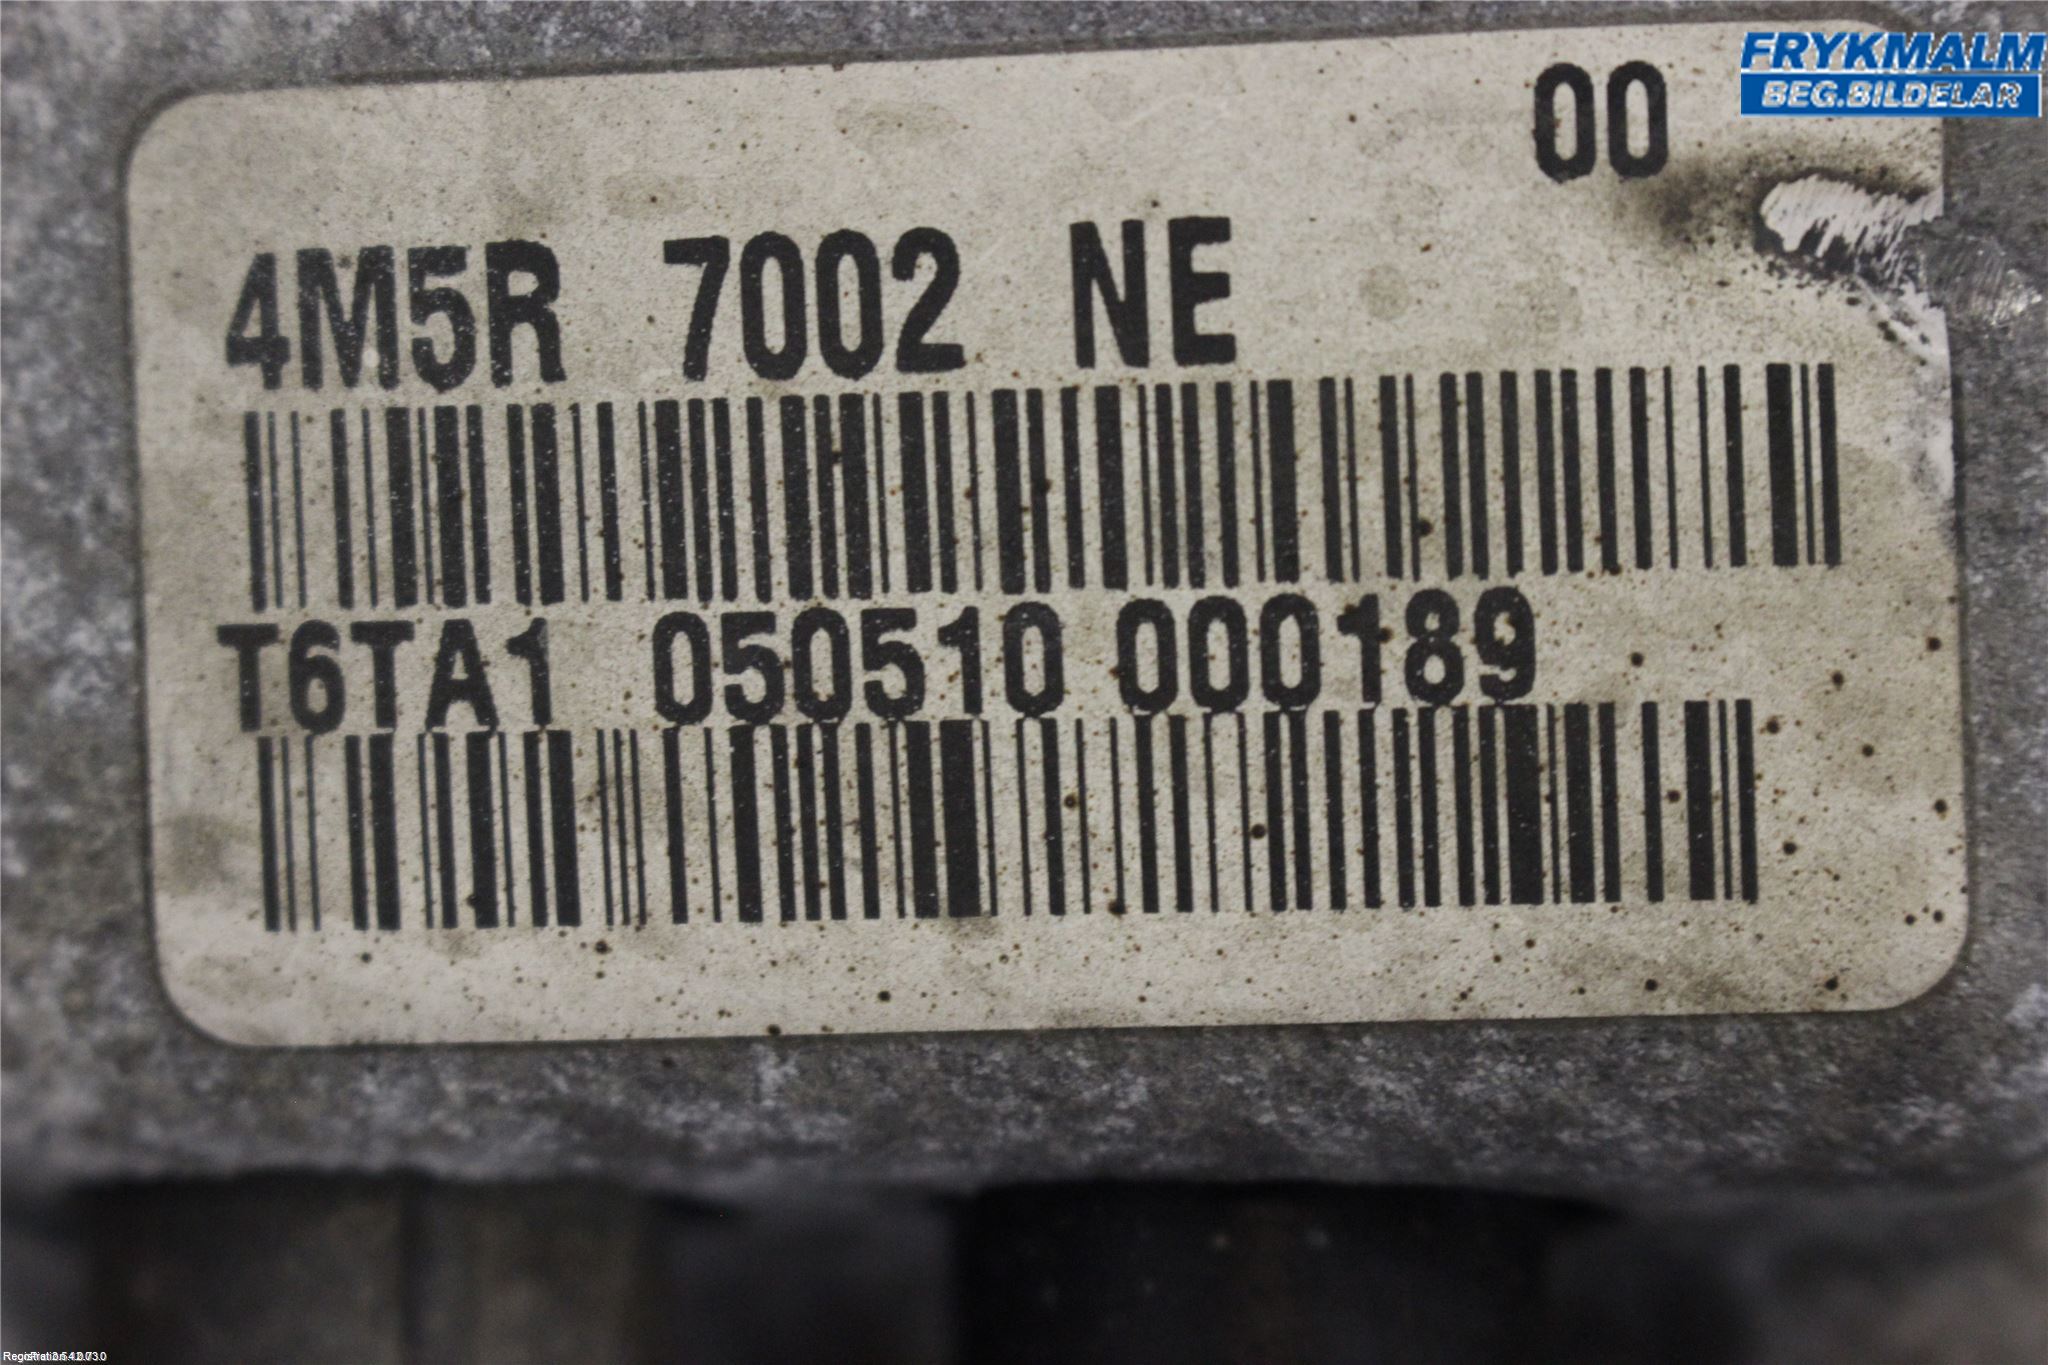 FRYKMALM
BEG.BILDELAR
00
4M5R 7002 NE
T6TA1 050510 000189